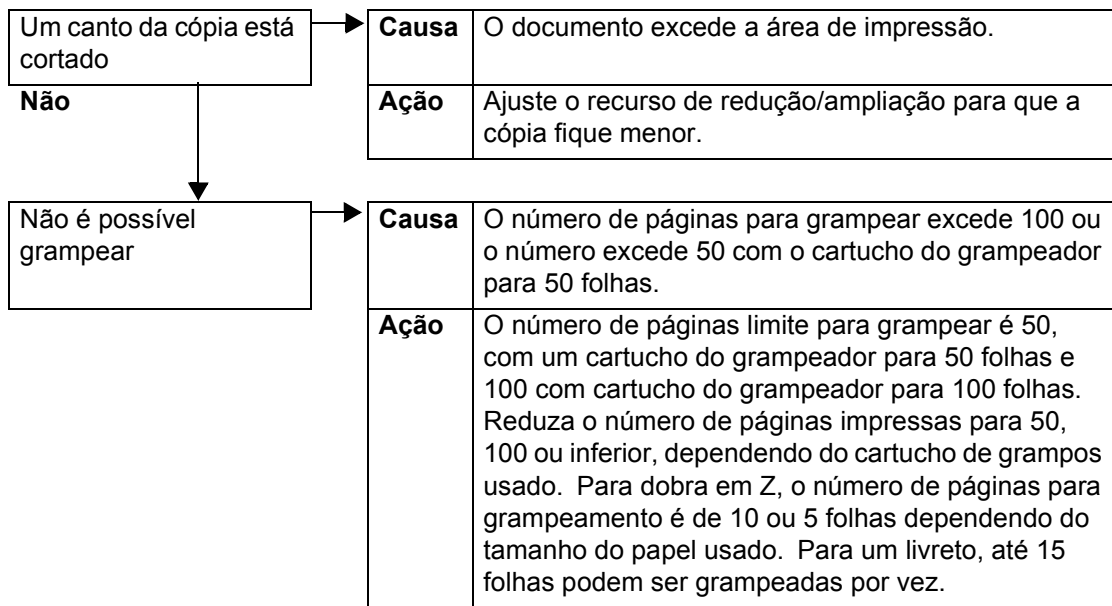 Um canto da cópia está
cortado
Causa
O documento excede a área de impressão.
Não
Ação
Ajuste o recurso de redução/ampliação para que a
cópia fique menor.
Não é possível
grampear
Causa
O número de páginas para grampear excede 100 ou
o número excede 50 com o cartucho do grampeador
para 50 folhas.
Ação
O número de páginas limite para grampear é 50,
com um cartucho do grampeador para 50 folhas e
100 com cartucho do grampeador para 100 folhas.
Reduza o número de páginas impressas para 50,
100 ou inferior, dependendo do cartucho de grampos
usado.  Para dobra em Z, o número de páginas para
grampeamento é de 10 ou 5 folhas dependendo do
tamanho do papel usado.  Para um livreto, até 15
folhas podem ser grampeadas por vez.